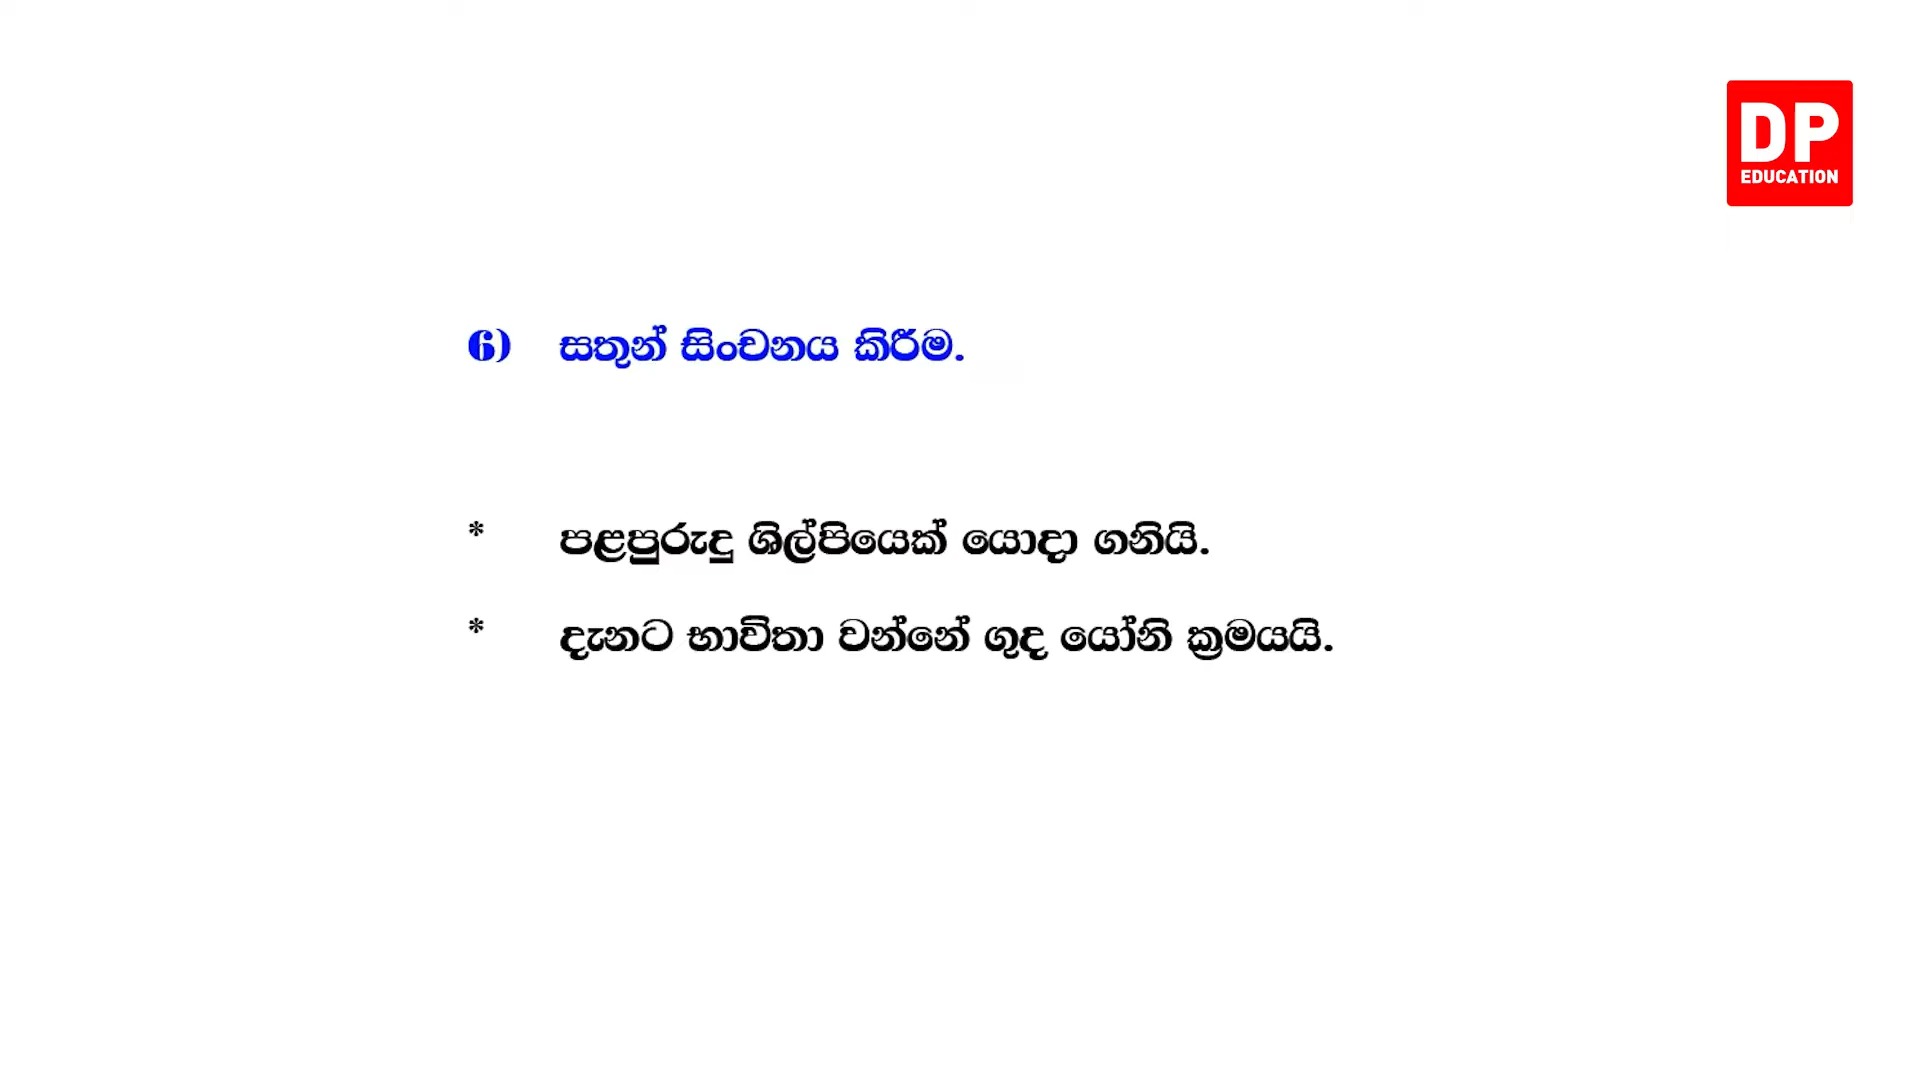 DP
EDUCATION
6) සතුන් සිංචනය කිරීම.
* පළපුරුදු ශිල්පියෙක් යොදා ගනියි.
* දැනට භාවිතා වන්නේ ගුද යෝනි ක්‍රමයයි.